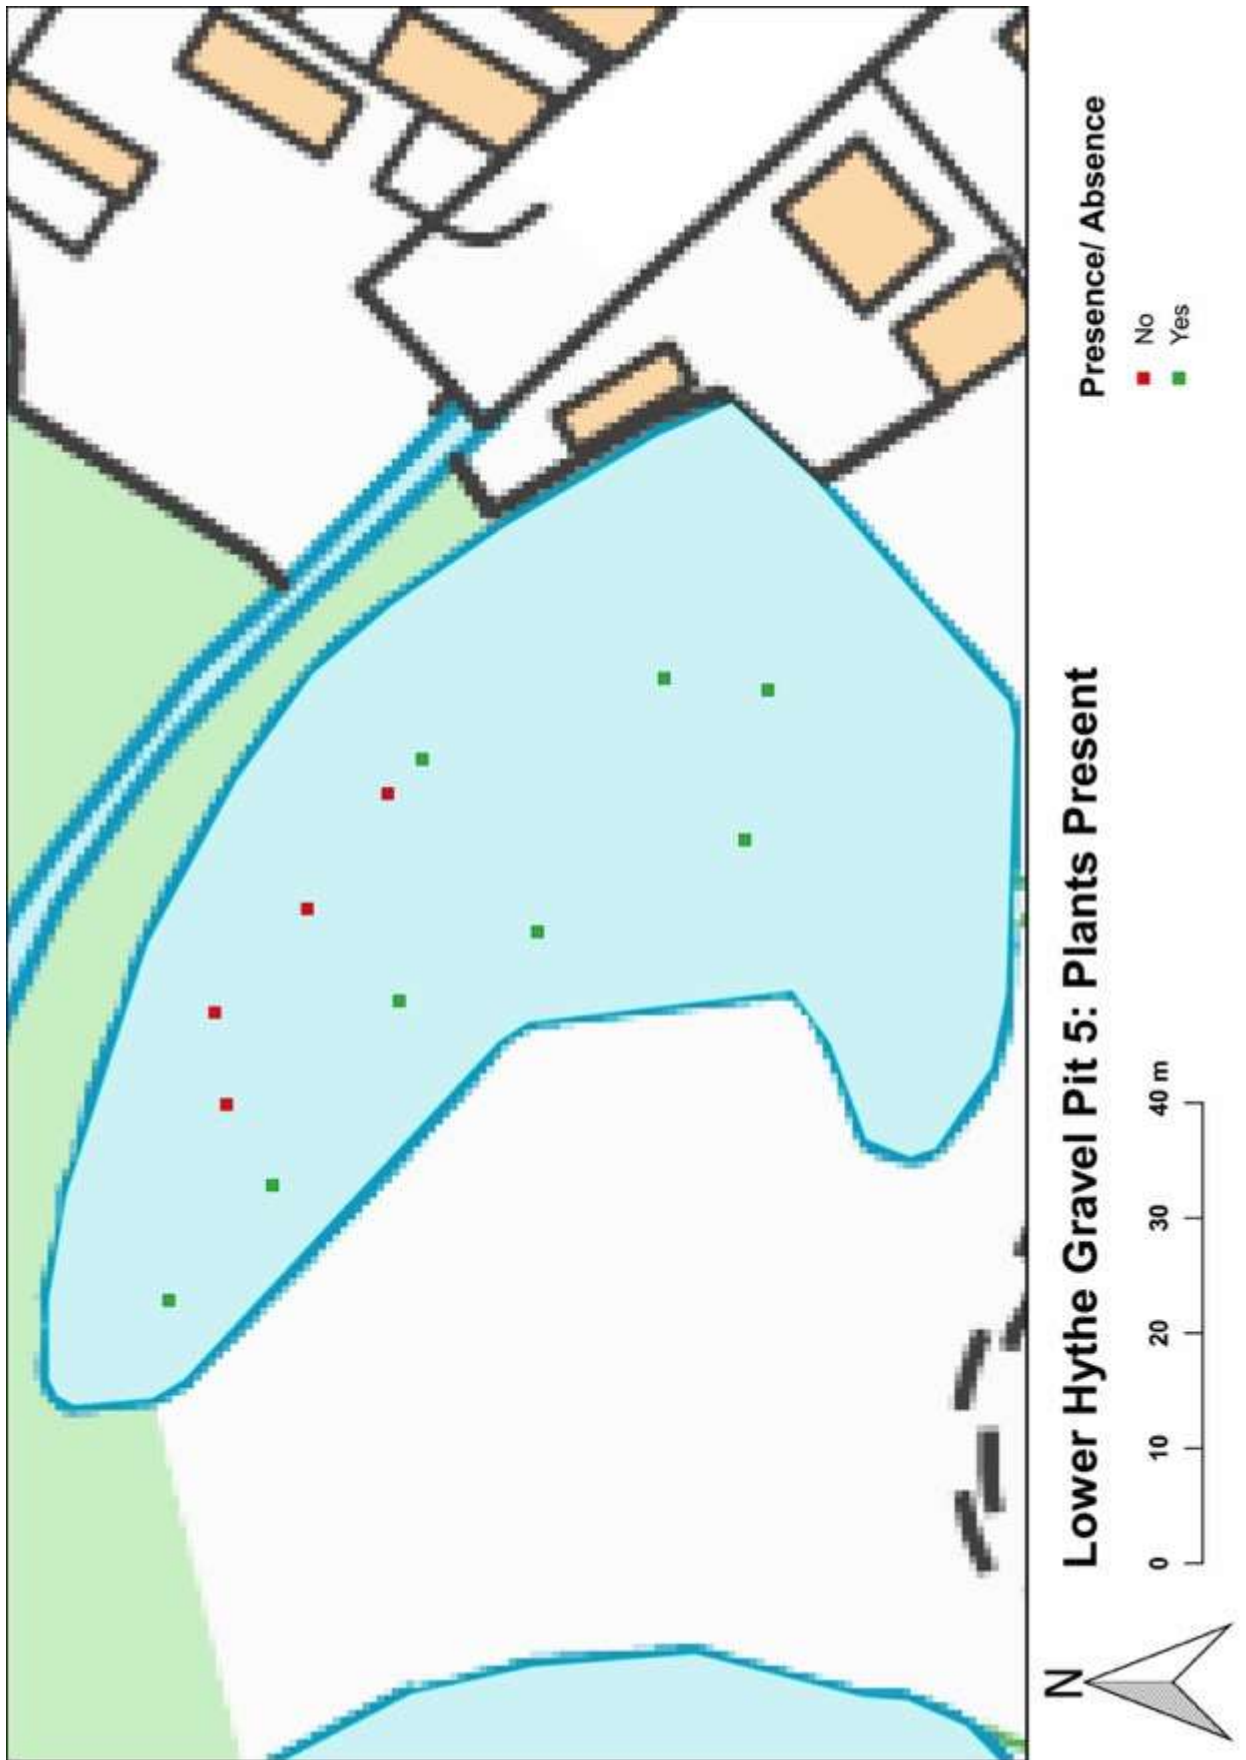 Presence/ Absence
No
Yes
Lower Hythe Gravel Pit 5: Plants Present
0 10 20 30 40 m
N